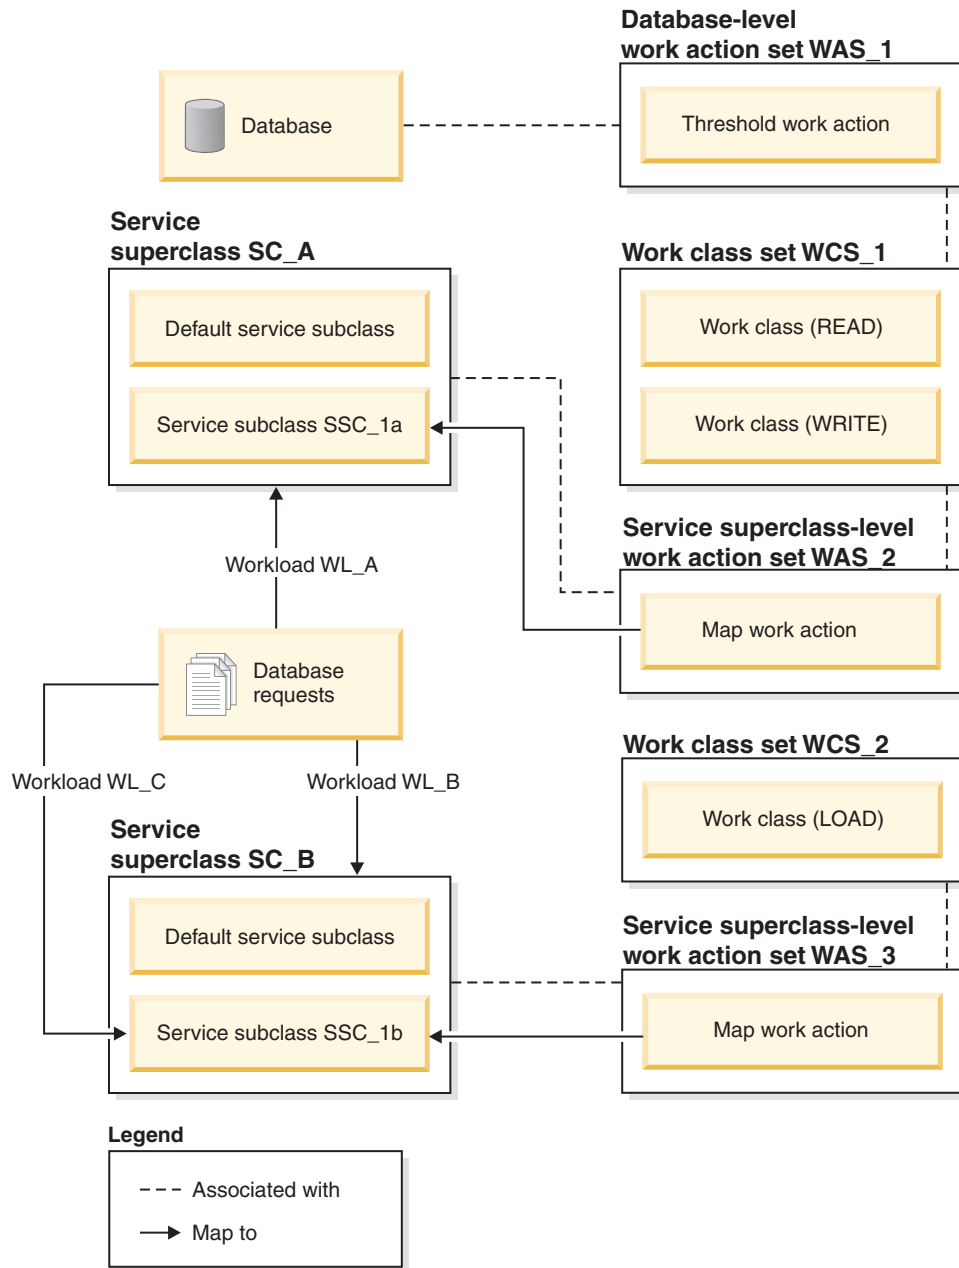 Database-level
work action set WAS_1
Database
Threshold work action
Service
superclass SC_A
Work class set WCS_1
Default service subclass
Work class (READ)
Service subclass SSC_1a
Work class (WRITE)
Service superclass-level
work action set WAS_2
Workload WL_A
Map work action
Database
requests
Work class set WCS_2
Workload WL_C
Workload WL_B
Work class (LOAD)
Service
superclass SC_B
Default service subclass
Service superclass-level
work action set WAS_3
Service subclass SSC_1b
Map work action
Legend
Associated with
Map to